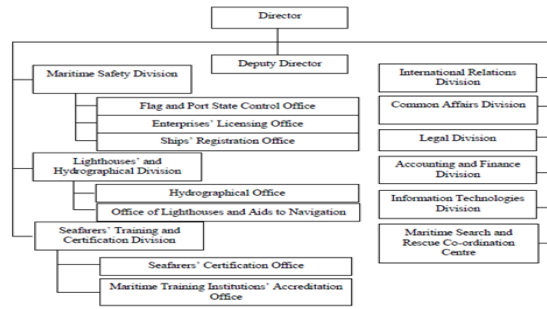 Director
Deputy Director
Maritime Safety Division
Flag and Port State Control Office
Enterprises' Licensing Office
Ships' Registration Office
Lighthouses' and
Hydrographical Division
Hydrographical Office
Office of Lighthouses and Aids to Navigation
Seafarers' Training and
Certification Division
Seafarers' Certification Office
Maritime Training Institutions' Accreditation
Office
International Relations
Division
Common Affairs Division
Legal Division
Accounting and Finance
Division
Information Technologies
Division
Maritime Search and
Rescue Co-ordination
Centre